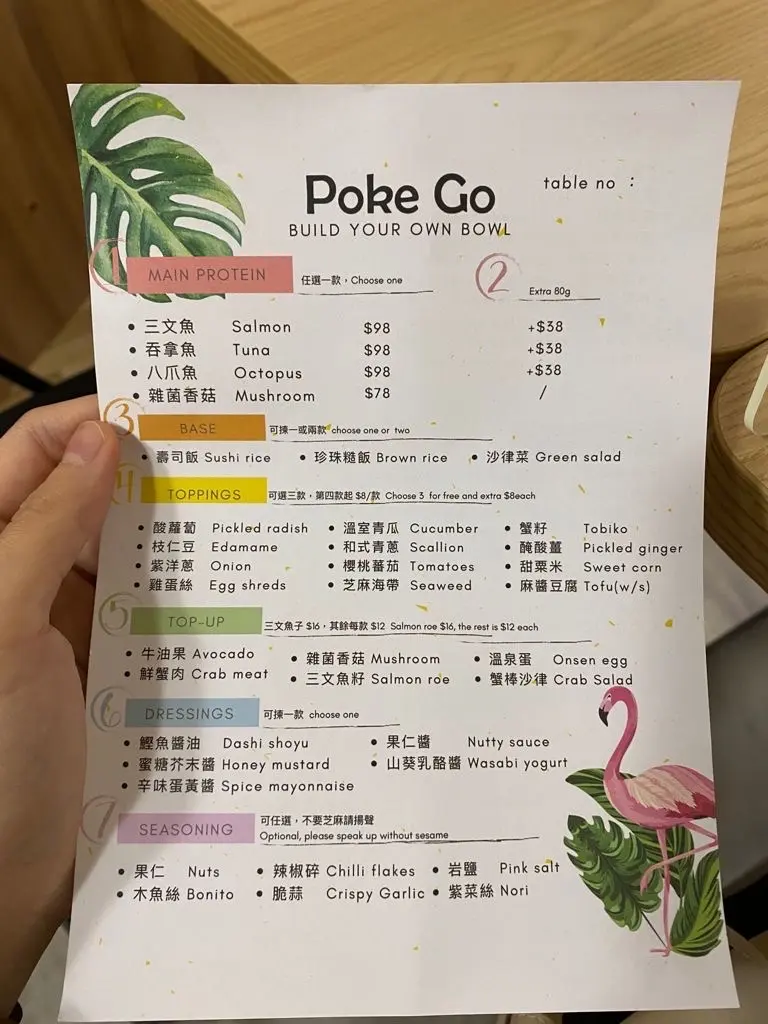 Poke Go
table no :
BUILD YOUR OWN BOWL
1 MAIN PROTEIN 任選一款，Choose one 2 Extra 80g
• 三文魚 Salmon $98 +$38
• 吞拿魚 Tuna $98 +$38
• 八爪魚 Octopus $98 +$38
• 雜菌香菇 Mushroom $78 /
3 BASE 可揀一或兩款 choose one or two
• 壽司飯 Sushi rice • 珍珠糙飯 Brown rice • 沙律菜 Green salad
4 TOPPINGS 可選三款，第四款起 $8/款 Choose 3 for free and extra $8each
• 酸蘿蔔 Pickled radish • 溫室青瓜 Cucumber • 蟹籽 Tobiko
• 枝仁豆 Edamame • 和式青蔥 Scallion • 醃酸薑 Pickled ginger
• 紫洋蔥 Onion • 櫻桃蕃茄 Tomatoes • 甜粟米 Sweet corn
• 雞蛋絲 Egg shreds • 芝麻海帶 Seaweed • 麻醬豆腐 Tofu(w/s)
5 TOP-UP 三文魚子 $16，其餘每款 $12 Salmon roe $16, the rest is $12 each
• 牛油果 Avocado • 雜菌香菇 Mushroom • 溫泉蛋 Onsen egg
• 鮮蟹肉 Crab meat • 三文魚籽 Salmon roe • 蟹棒沙律 Crab Salad
6 DRESSINGS 可揀一款 choose one
• 鰹魚醬油 Dashi shoyu • 果仁醬 Nutty sauce
• 蜜糖芥末醬 Honey mustard • 山葵乳酪醬 Wasabi yogurt
• 辛味蛋黃醬 Spice mayonnaise
7 SEASONING 可任選，不要芝麻請揚聲
Optional, please speak up without sesame
• 果仁 Nuts • 辣椒碎 Chilli flakes • 岩鹽 Pink salt
• 木魚絲 Bonito • 脆蒜 Crispy Garlic • 紫菜絲 Nori